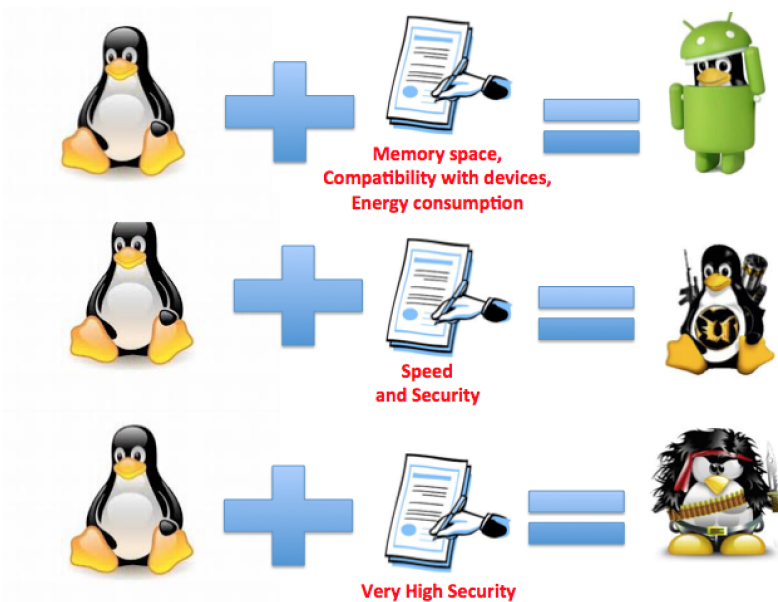 Memory space,
Compatibility with devices,
Energy consumption
Speed
and Security
Very High Security